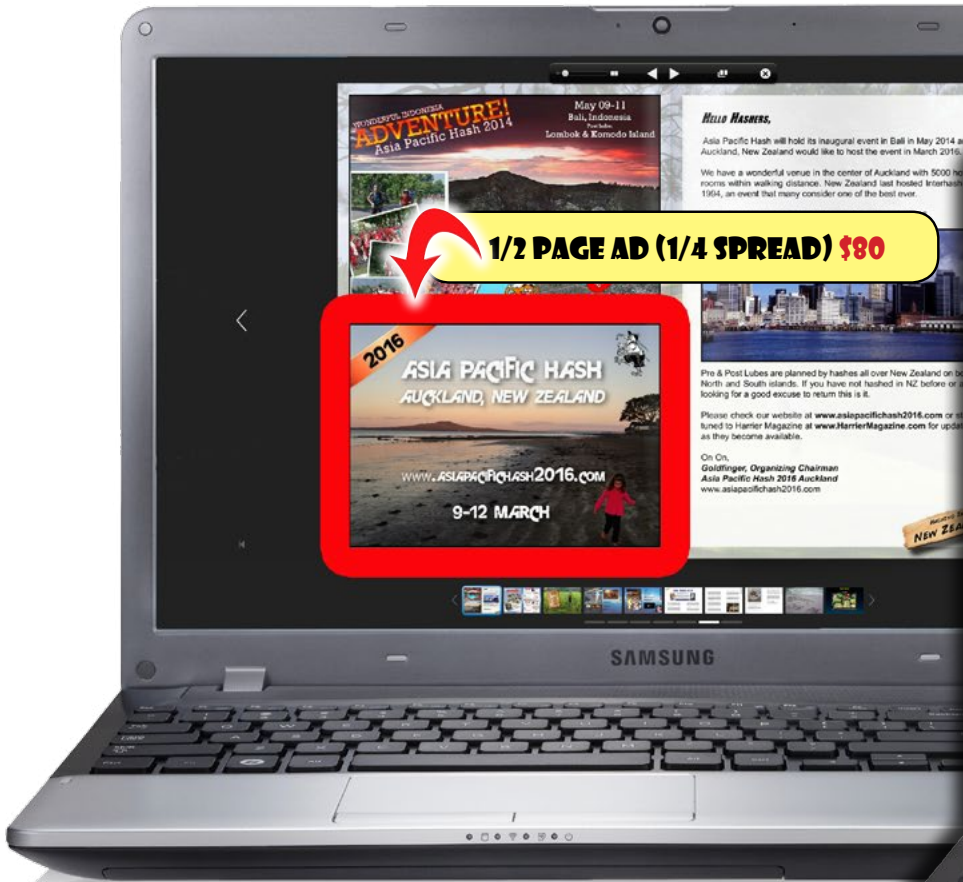 WONDERFUL INDONESIA
ADVENTURE!
Asia Pacific Hash 2014
May 09-11
Bali, Indonesia
Lombok & Komodo Island
1/2 PAGE AD (1/4 SPREAD) $80
2016
ASIA PACIFIC HASH
AUCKLAND, NEW ZEALAND
WWW.ASIAPACIFICHASH2016.COM
9-12 MARCH
HELLO HASHERS,
Asia Pacific Hash will hold its inaugural event in Bali in May 2014 a
Auckland, New Zealand would like to host the event in March 2016.
We have a wonderful venue in the center of Auckland with 5000 ho
rooms within walking distance. New Zealand last hosted Interhash
1994, an event that many consider one of the best ever.
Pre & Post Lubes are planned by hashes all over New Zealand on bo
North and South islands. If you have not hashed in NZ before or a
looking for a good excuse to return this is it.
Please check our website at www.asiapacifichash2016.com or st
tuned to Harrier Magazine at www.HarrierMagazine.com for updat
as they become available.
On On,
Goldfinger, Organizing Chairman
Asia Pacific Hash 2016 Auckland
www.asiapacifichash2016.com
NEW ZEA
SAMSUNG